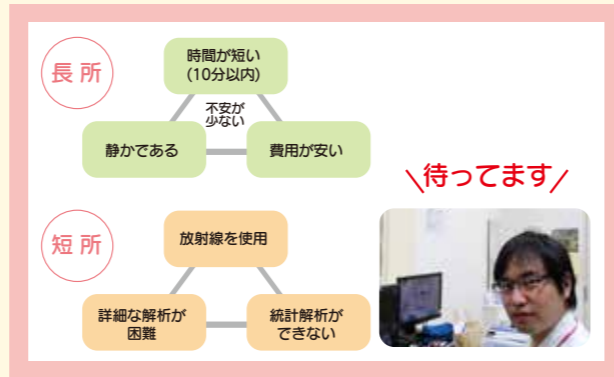 長所
時間が短い
(10分以内)
不安が
少ない
静かである
費用が安い
待ってます
短所
放射線を使用
詳細な解析が
困難
統計解析が
できない